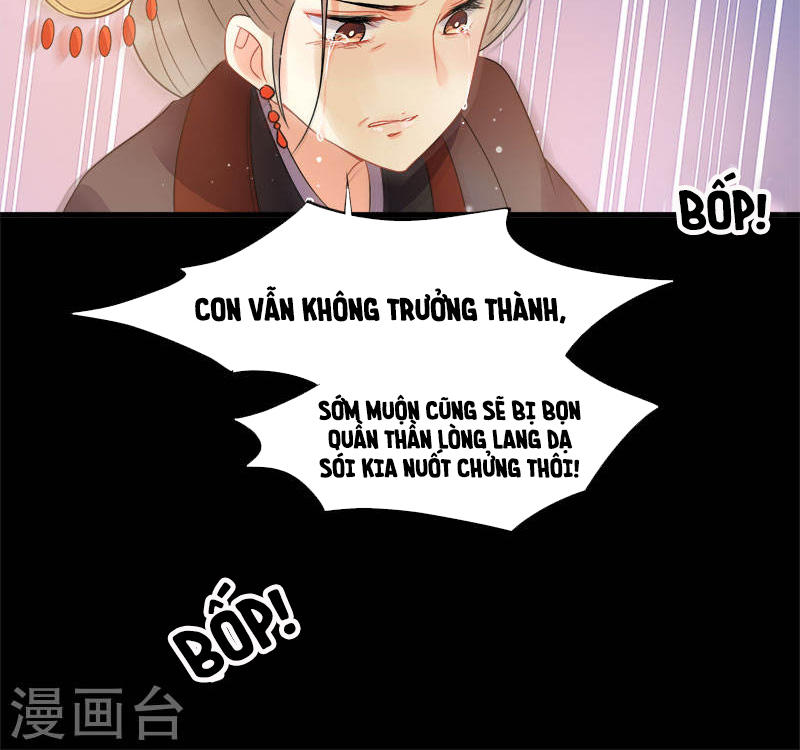 BỐP!
CON VẪN KHÔNG TRƯỞNG THÀNH,
SỚM MUỘN CŨNG SẼ BỊ BỌN
QUẦN THẦN LÒNG LANG DẠ
SÓI KIA NUỐT CHỬNG THÔI!
BỐP!
漫画台